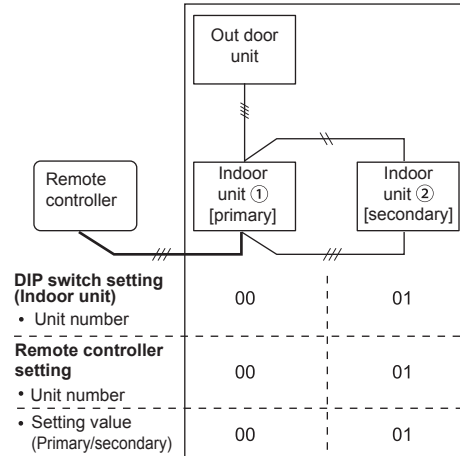 Out door
unit
Remote
controller
Indoor
unit ①
[primary]
Indoor
unit ②
[secondary]
DIP switch setting
(Indoor unit)
• Unit number
00
01
Remote controller
setting
• Unit number
00
01
• Setting value
(Primary/secondary)
00
01